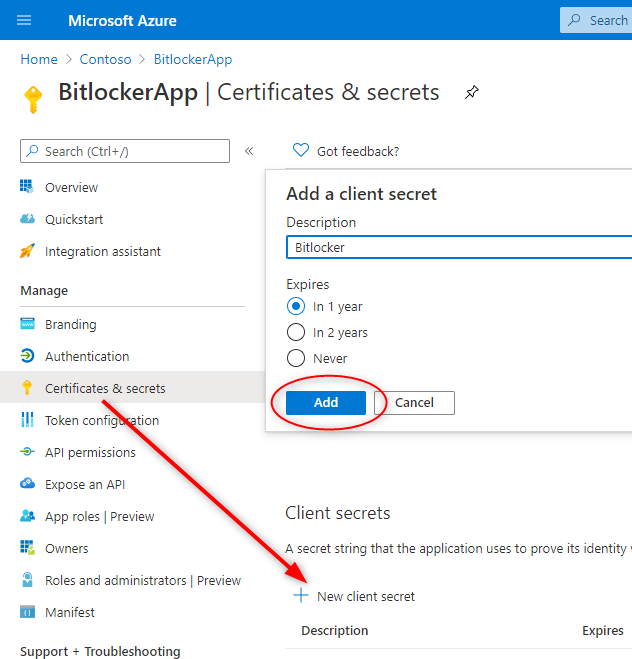 Microsoft Azure
Search
Home > Contoso > BitlockerApp
BitlockerApp | Certificates & secrets
Search (Ctrl+/)
«
Got feedback?
Overview
Quickstart
Integration assistant
Manage
Branding
Authentication
Certificates & secrets
Token configuration
API permissions
Expose an API
App roles | Preview
Owners
Roles and administrators | Preview
Manifest
Support + Troubleshooting
Add a client secret
Description
Bitlocker
Expires
In 1 year
In 2 years
Never
Add Cancel
Client secrets
A secret string that the application uses to prove its identity
New client secret
Description Expires